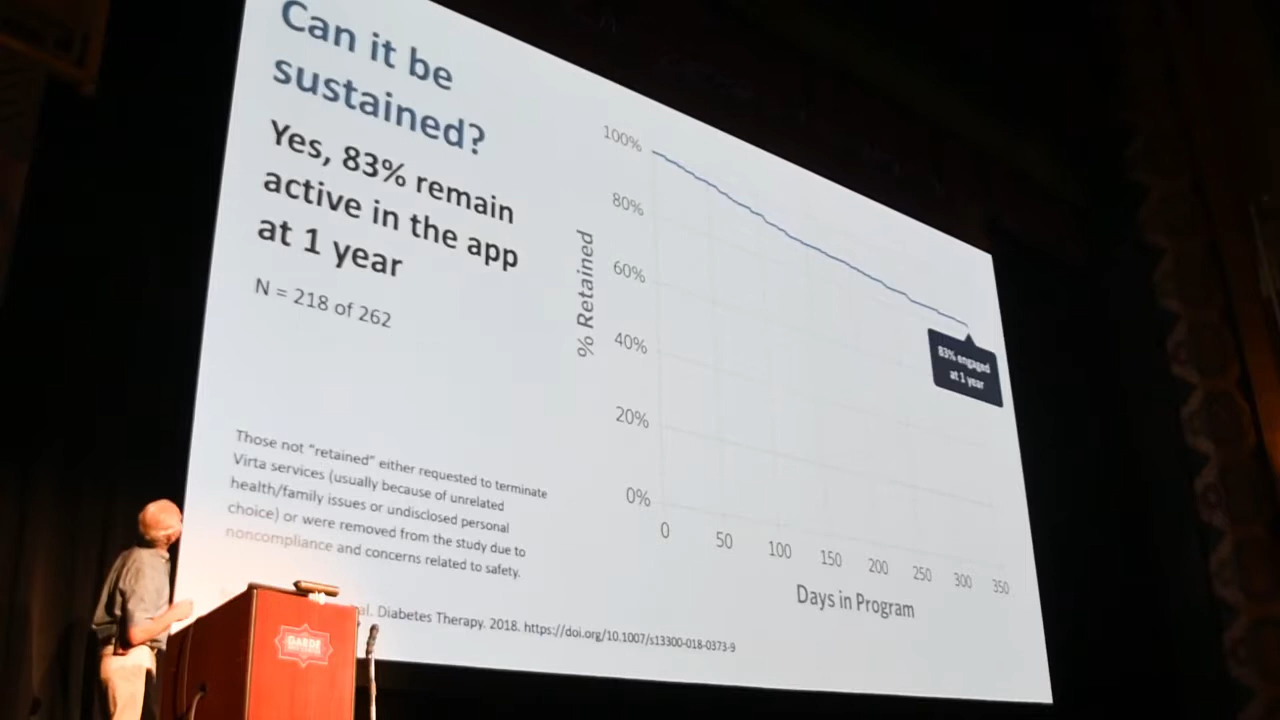 Can it be
sustained?
Yes, 83% remain
active in the app
at 1 year
N = 218 of 262
Those not "retained" either requested to terminate
Virta services (usually because of unrelated
health/family issues or undisclosed personal
choice) or were removed from the study due to
noncompliance and concerns related to safety.
al. Diabetes Therapy. 2018. https://doi.org/10.1007/s13300-018-0373-9
% Retained
100%
80%
60%
40%
20%
0%
0 50 100 150 200 250 300 350
Days in Program
83% engaged
at 1 year
GARDE